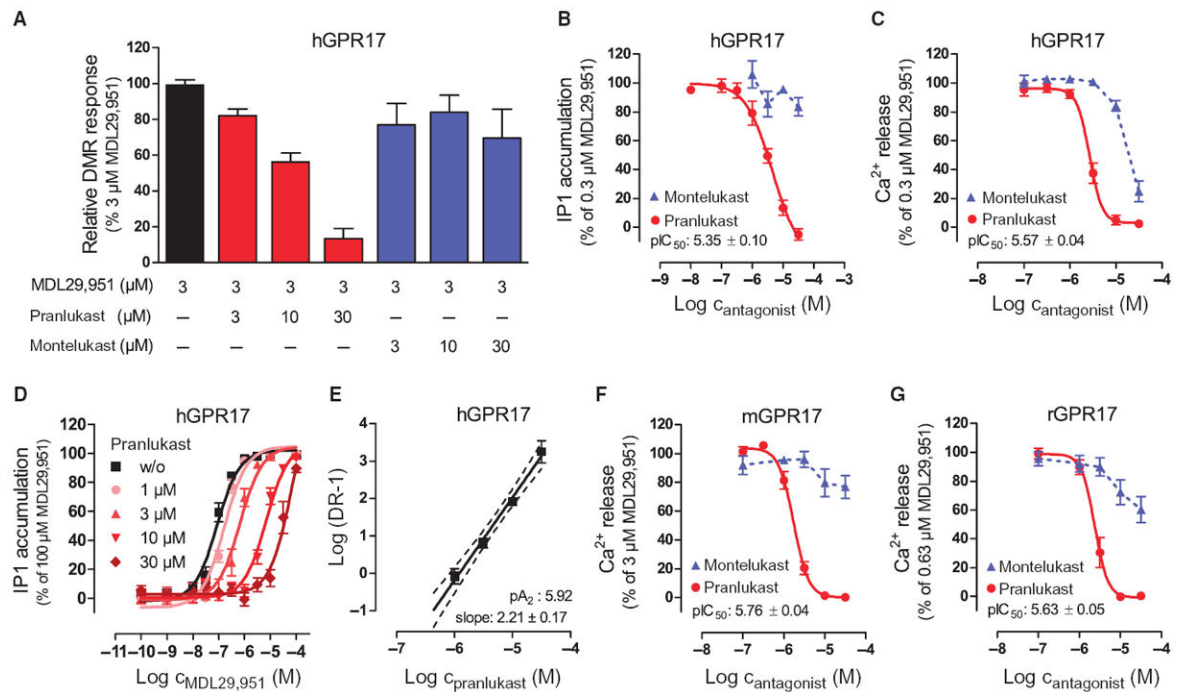 A
hGPR17
Relative DMR response
(% 3 µM MDL29,951)
120
100
80
60
40
20
0
MDL29,951 (µM) 3 3 3 3 3 3 3
Pranlukast (µM) – 3 10 30 – – –
Montelukast (µM) – – – – 3 10 30
B
hGPR17
IP1 accumulation
(% of 0.3 µM MDL29,951)
120
100
80
60
40
20
0
Montelukast
Pranlukast
pIC50: 5.35 ± 0.10
–9 –8 –7 –6 –5 –4 –3
Log cantagonist (M)
C
hGPR17
Ca2+ release
(% of 0.3 µM MDL29,951)
120
100
80
60
40
20
0
Montelukast
Pranlukast
pIC50: 5.57 ± 0.04
–8 –7 –6 –5 –4
Log cantagonist (M)
D
hGPR17
IP1 accumulation
(% of 100 µM MDL29,951)
120
100
80
60
40
20
0
Pranlukast
w/o
1 µM
3 µM
10 µM
30 µM
–11 –10 –9 –8 –7 –6 –5 –4
Log cMDL29,951 (M)
E
hGPR17
Log (DR-1)
4
3
2
1
0
–1
pA2 : 5.92
slope: 2.21 ± 0.17
–7 –6 –5 –4
Log cpranlukast (M)
F
mGPR17
Ca2+ release
(% of 3 µM MDL29,951)
120
100
80
60
40
20
0
Montelukast
Pranlukast
pIC50: 5.76 ± 0.04
–8 –7 –6 –5 –4
Log cantagonist (M)
G
rGPR17
Ca2+ release
(% of 0.63 µM MDL29,951)
120
100
80
60
40
20
0
Montelukast
Pranlukast
pIC50: 5.63 ± 0.05
–8 –7 –6 –5 –4
Log cantagonist (M)